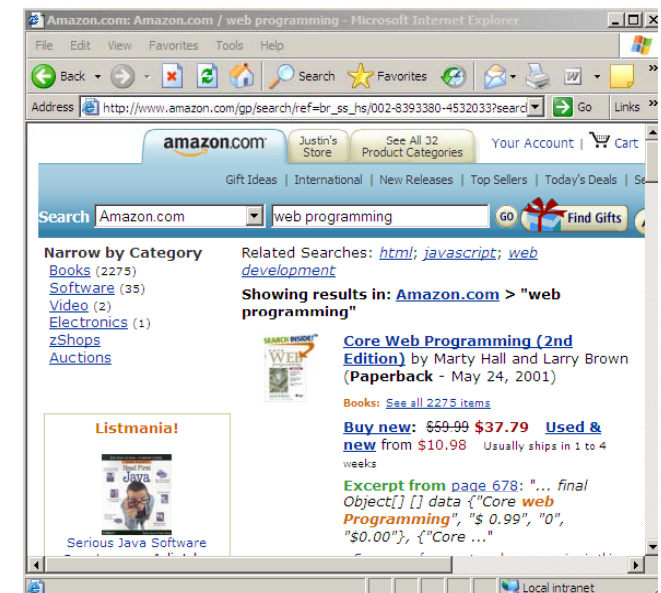 Amazon.com: Amazon.com / web programming - Microsoft Internet Explorer
File Edit View Favorites Tools Help
Back Search Favorites
Address http://www.amazon.com/gp/search/ref=br_ss_hs/002-8393380-4532033?searc Go Links
amazon.com Justin's Store See All 32 Product Categories Your Account | Cart
Gift Ideas | International | New Releases | Top Sellers | Today's Deals | Se
Search Amazon.com web programming GO Find Gifts
Narrow by Category
Books (2275)
Software (35)
Video (2)
Electronics (1)
zShops
Auctions
Listmania!
Head First
Java
Serious Java Software
Related Searches: html; javascript; web
development
Showing results in: Amazon.com > "web
programming"
SEARCH INSIDE!
WEB
programming
Core Web Programming (2nd
Edition) by Marty Hall and Larry Brown
(Paperback - May 24, 2001)
Books: See all 2275 items
Buy new: $59.99 $37.79 Used &
new from $10.98 Usually ships in 1 to 4
weeks
Excerpt from page 678: "... final
Object[] [] data {"Core web
Programming", "$ 0.99", "0",
"$0.00"}, {"Core ..."
Local intranet